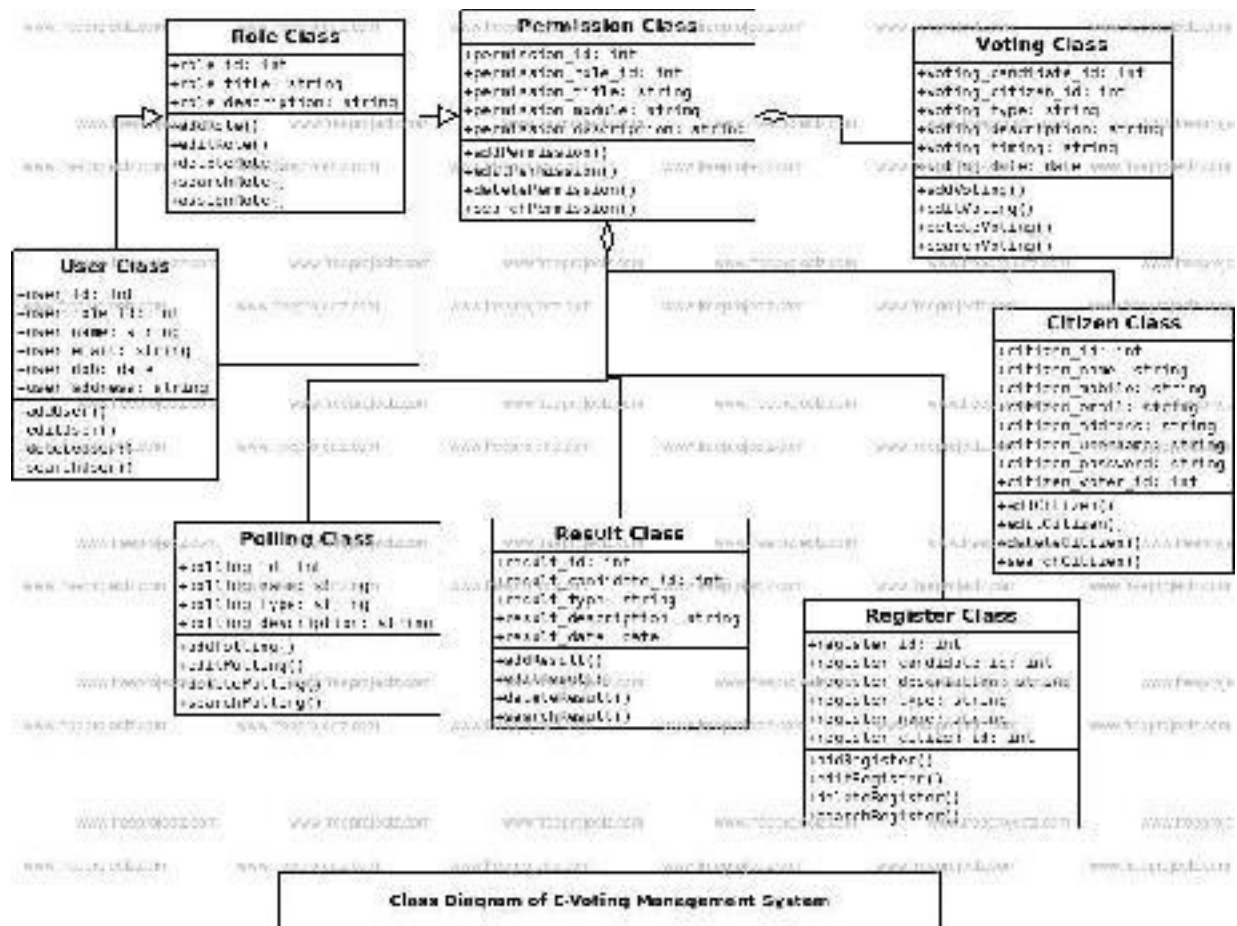 Role Class
+role_id: int
+role_title: string
+role_description: string
+addRole()
+editRole()
+deleteRole
+searchRole
+assignRole
Permission Class
+permission_id: int
+permission_role_id: int
+permission_title: string
+permission_module: string
+permission_description: string
+addPermission()
+editPermission()
+deletePermission()
+searchPermission()
Voting Class
+voting_candidate_id: int
+voting_citizen_id: int
+voting_type: string
+voting_description: string
+voting_timing: string
+voting_date: date
+addVoting()
+editVoting()
+deleteVoting()
+searchVoting()
User Class
+user_id: int
+user_role_id: int
+user_name: string
+user_email: string
+user_dob: date
+user_address: string
addUser()
editUser()
deleteUser()
searchUser()
Citizen Class
+citizen_id: int
+citizen_name: string
+citizen_mobile: string
+citizen_email: string
+citizen_address: string
+citizen_username: string
+citizen_password: string
+citizen_voter_id: int
+addCitizen()
+editCitizen()
+deleteCitizen()
+searchCitizen()
Polling Class
+polling_id: int
+polling_name: string
+polling_type: string
+polling_description: string
+addPolling()
+editPolling()
+deletePolling()
+searchPolling()
Result Class
+result_id: int
+result_candidate_id: int
+result_type: string
+result_description: string
+result_date: date
+addResult()
+editResult()
+deleteResult()
+searchResult()
Register Class
+register_id: int
+register_candidate_id: int
+register_description: string
+register_type: string
+register_name:
+register_citizen_id: int
+addRegister()
+editRegister()
+deleteRegister()
+searchRegister()
Class Diagram of E-Voting Management System